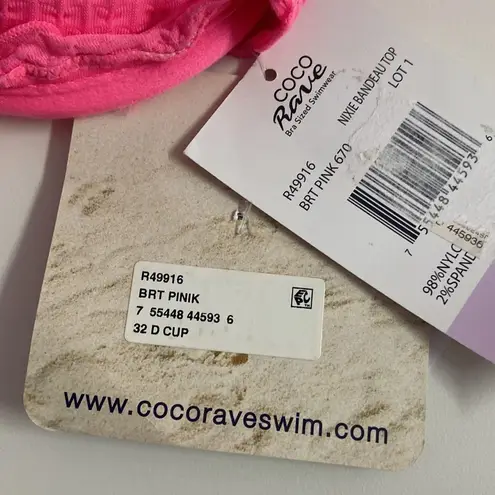 COCO
Rave
Bra Sized Swimwear
NIXIE BANDEAU TOP
LOT 1
R49916
BRT PINK 670
7 55448 44593 6
445936
98%NYLO
2%SPAND
R49916
BRT PINIK
7 55448 44593 6
32 D CUP
www.cocoraveswim.com